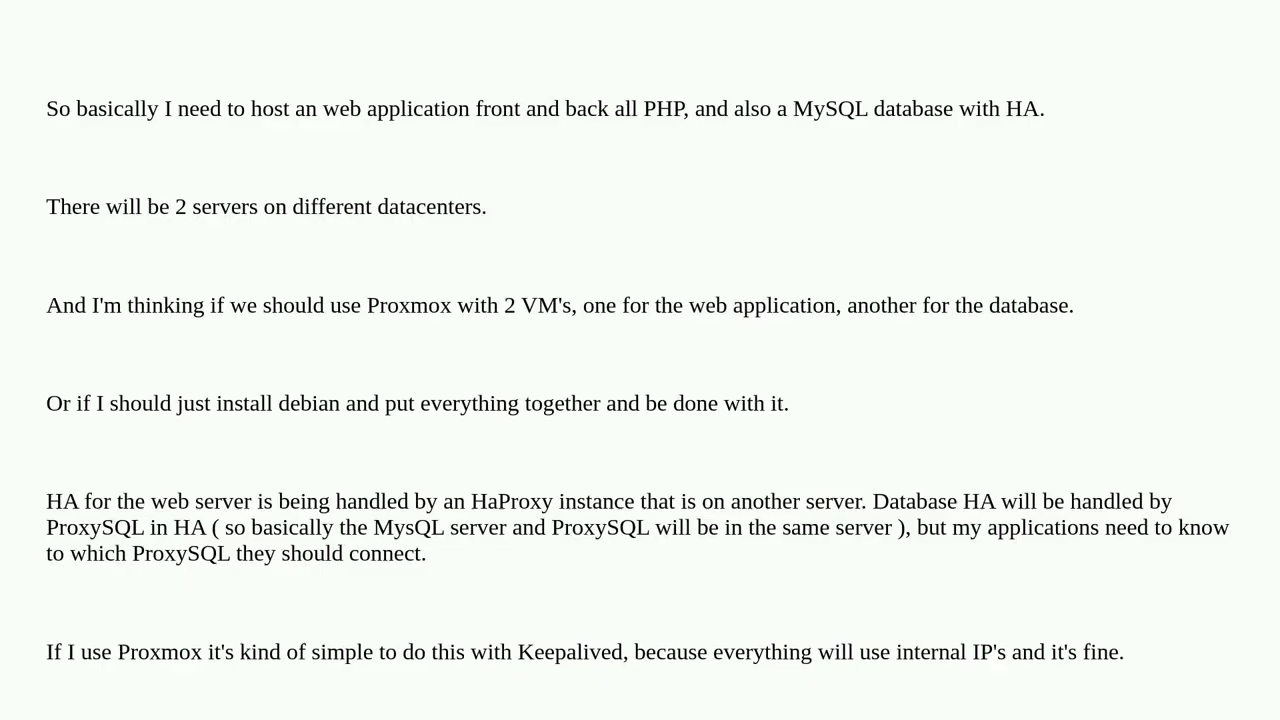 So basically I need to host an web application front and back all PHP, and also a MySQL database with HA.
There will be 2 servers on different datacenters.
And I'm thinking if we should use Proxmox with 2 VM's, one for the web application, another for the database.
Or if I should just install debian and put everything together and be done with it.
HA for the web server is being handled by an HaProxy instance that is on another server. Database HA will be handled by
ProxySQL in HA ( so basically the MysQL server and ProxySQL will be in the same server ), but my applications need to know
to which ProxySQL they should connect.
If I use Proxmox it's kind of simple to do this with Keepalived, because everything will use internal IP's and it's fine.